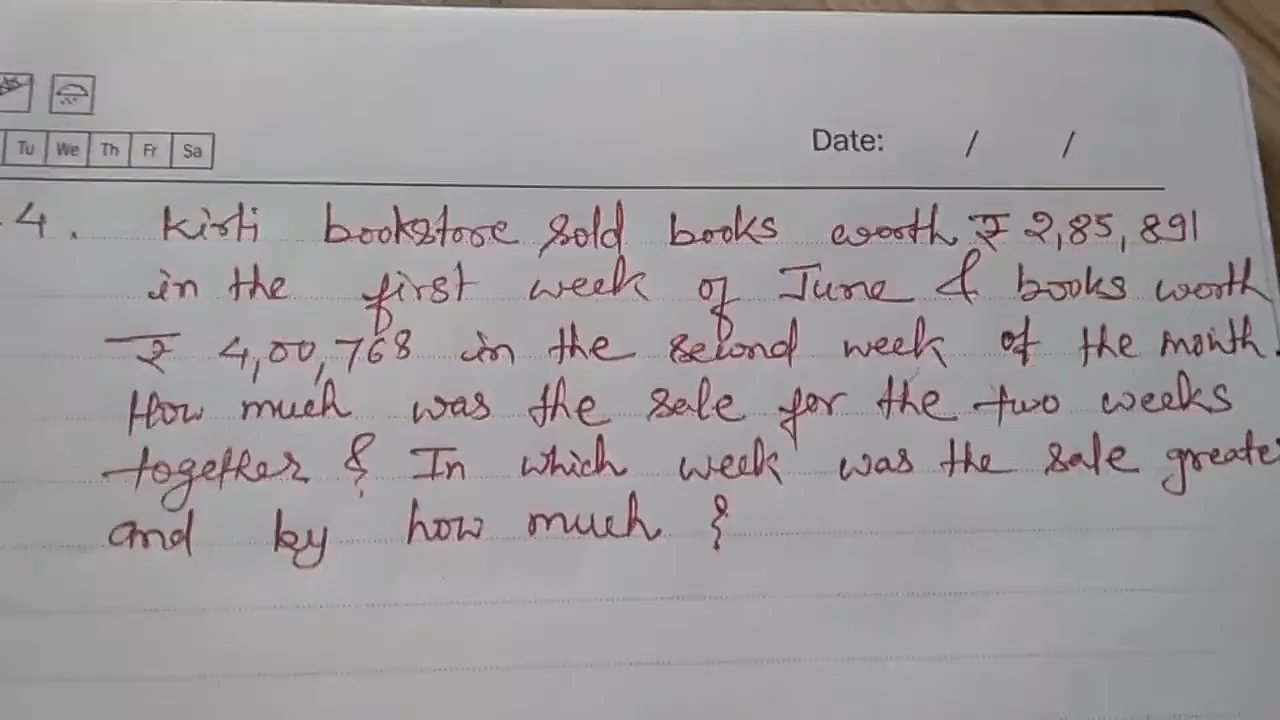 Tu We Th Fr Sa
Date: / /
4. Kirti bookstore sold books worth ₹ 2,85,891
in the first week of June & books worth
₹ 4,00,768 in the second week of the month.
How much was the sale for the two weeks
together ? In which week was the sale greate
and by how much ?